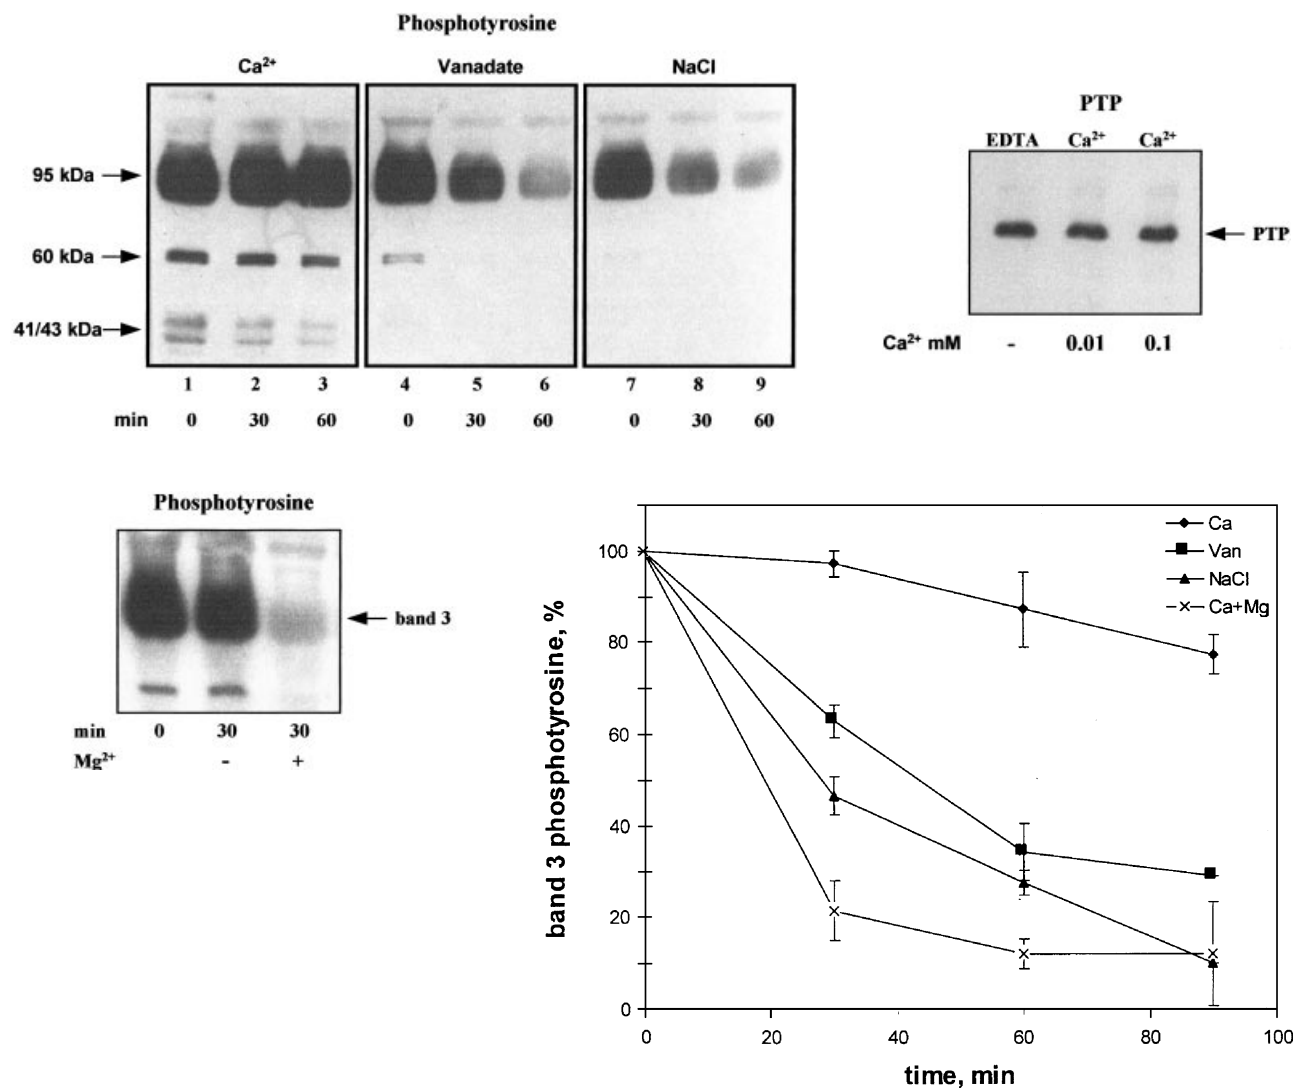 Phosphotyrosine
Ca²⁺ Vanadate NaCl
95 kDa
60 kDa
41/43 kDa
1 2 3 4 5 6 7 8 9
min 0 30 60 0 30 60 0 30 60
PTP
EDTA Ca²⁺ Ca²⁺
PTP
Ca²⁺ mM - 0.01 0.1
Phosphotyrosine
band 3
min 0 30 30
Mg²⁺ - +
Ca
Van
NaCl
Ca+Mg
band 3 phosphotyrosine, %
100
80
60
40
20
0
0 20 40 60 80 100
time, min